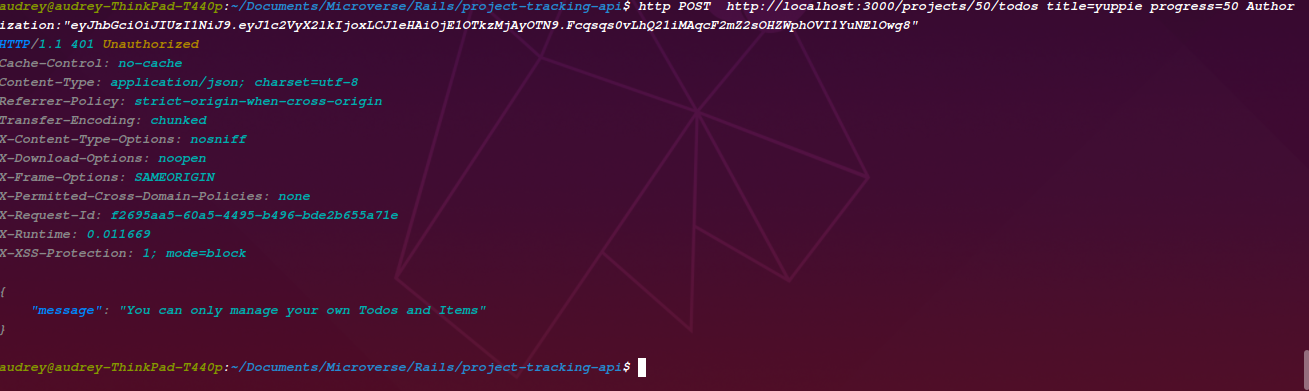 audrey@audrey-ThinkPad-T440p:~/Documents/Microverse/Rails/project-tracking-api$ http POST  http://localhost:3000/projects/50/todos title=yuppie progress=50 Author
ization:"eyJhbGciOiJIUzI1NiJ9.eyJ1c2VyX2lkIjoxLCJleHAiOjE1OTkzMjAyOTN9.Fcqsqs0vLhQ21iMAqcF2mZ2sOHZWphOVI1YuNElOwg8"
HTTP/1.1 401 Unauthorized
Cache-Control: no-cache
Content-Type: application/json; charset=utf-8
Referrer-Policy: strict-origin-when-cross-origin
Transfer-Encoding: chunked
X-Content-Type-Options: nosniff
X-Download-Options: noopen
X-Frame-Options: SAMEORIGIN
X-Permitted-Cross-Domain-Policies: none
X-Request-Id: f2695aa5-60a5-4495-b496-bde2b655a71e
X-Runtime: 0.011669
X-XSS-Protection: 1; mode=block
{
"message": "You can only manage your own Todos and Items"
}
audrey@audrey-ThinkPad-T440p:~/Documents/Microverse/Rails/project-tracking-api$